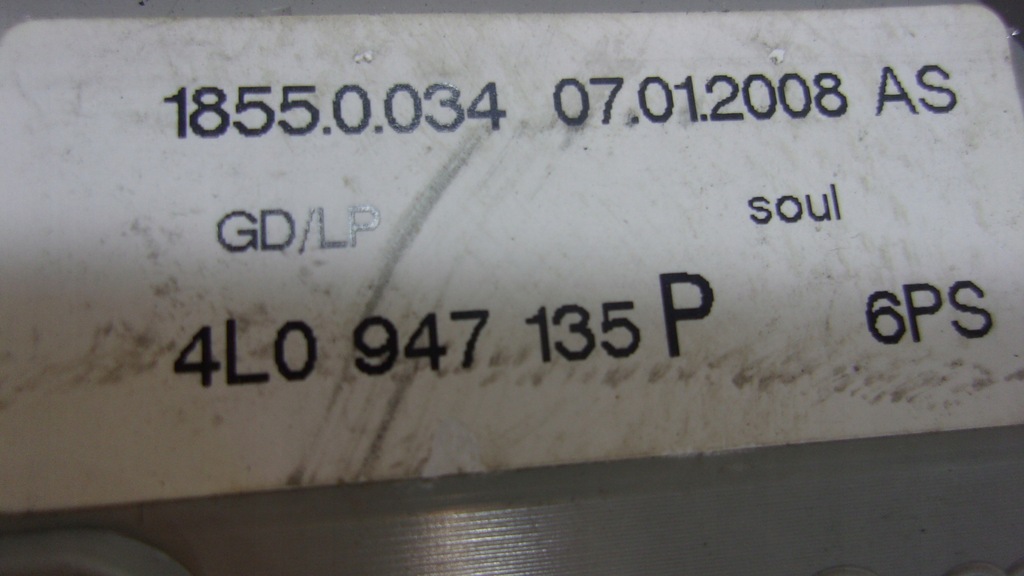 1855.0.034 07.01.2008 AS
GD/LP soul
4L0 947 135 P 6PS